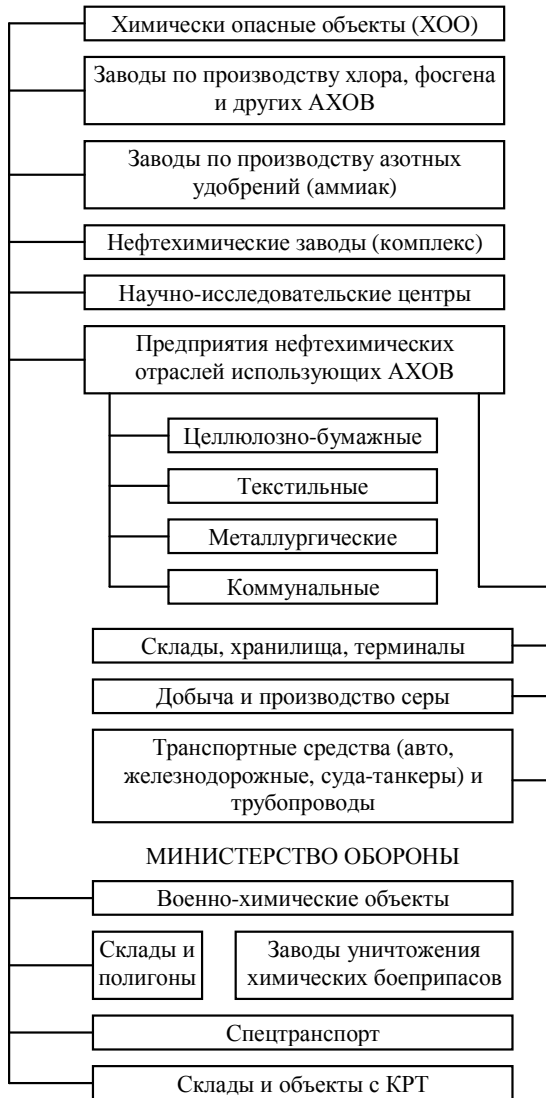 Химически опасные объекты (ХОО)
Заводы по производству хлора, фосгена
и других АХОВ
Заводы по производству азотных
удобрений (аммиак)
Нефтехимические заводы (комплекс)
Научно-исследовательские центры
Предприятия нефтехимических
отраслей использующих АХОВ
Целлюлозно-бумажные
Текстильные
Металлургические
Коммунальные
Склады, хранилища, терминалы
Добыча и производство серы
Транспортные средства (авто,
железнодорожные, суда-танкеры) и
трубопроводы
МИНИСТЕРСТВО ОБОРОНЫ
Военно-химические объекты
Склады и
полигоны
Заводы уничтожения
химических боеприпасов
Спецтранспорт
Склады и объекты с КРТ